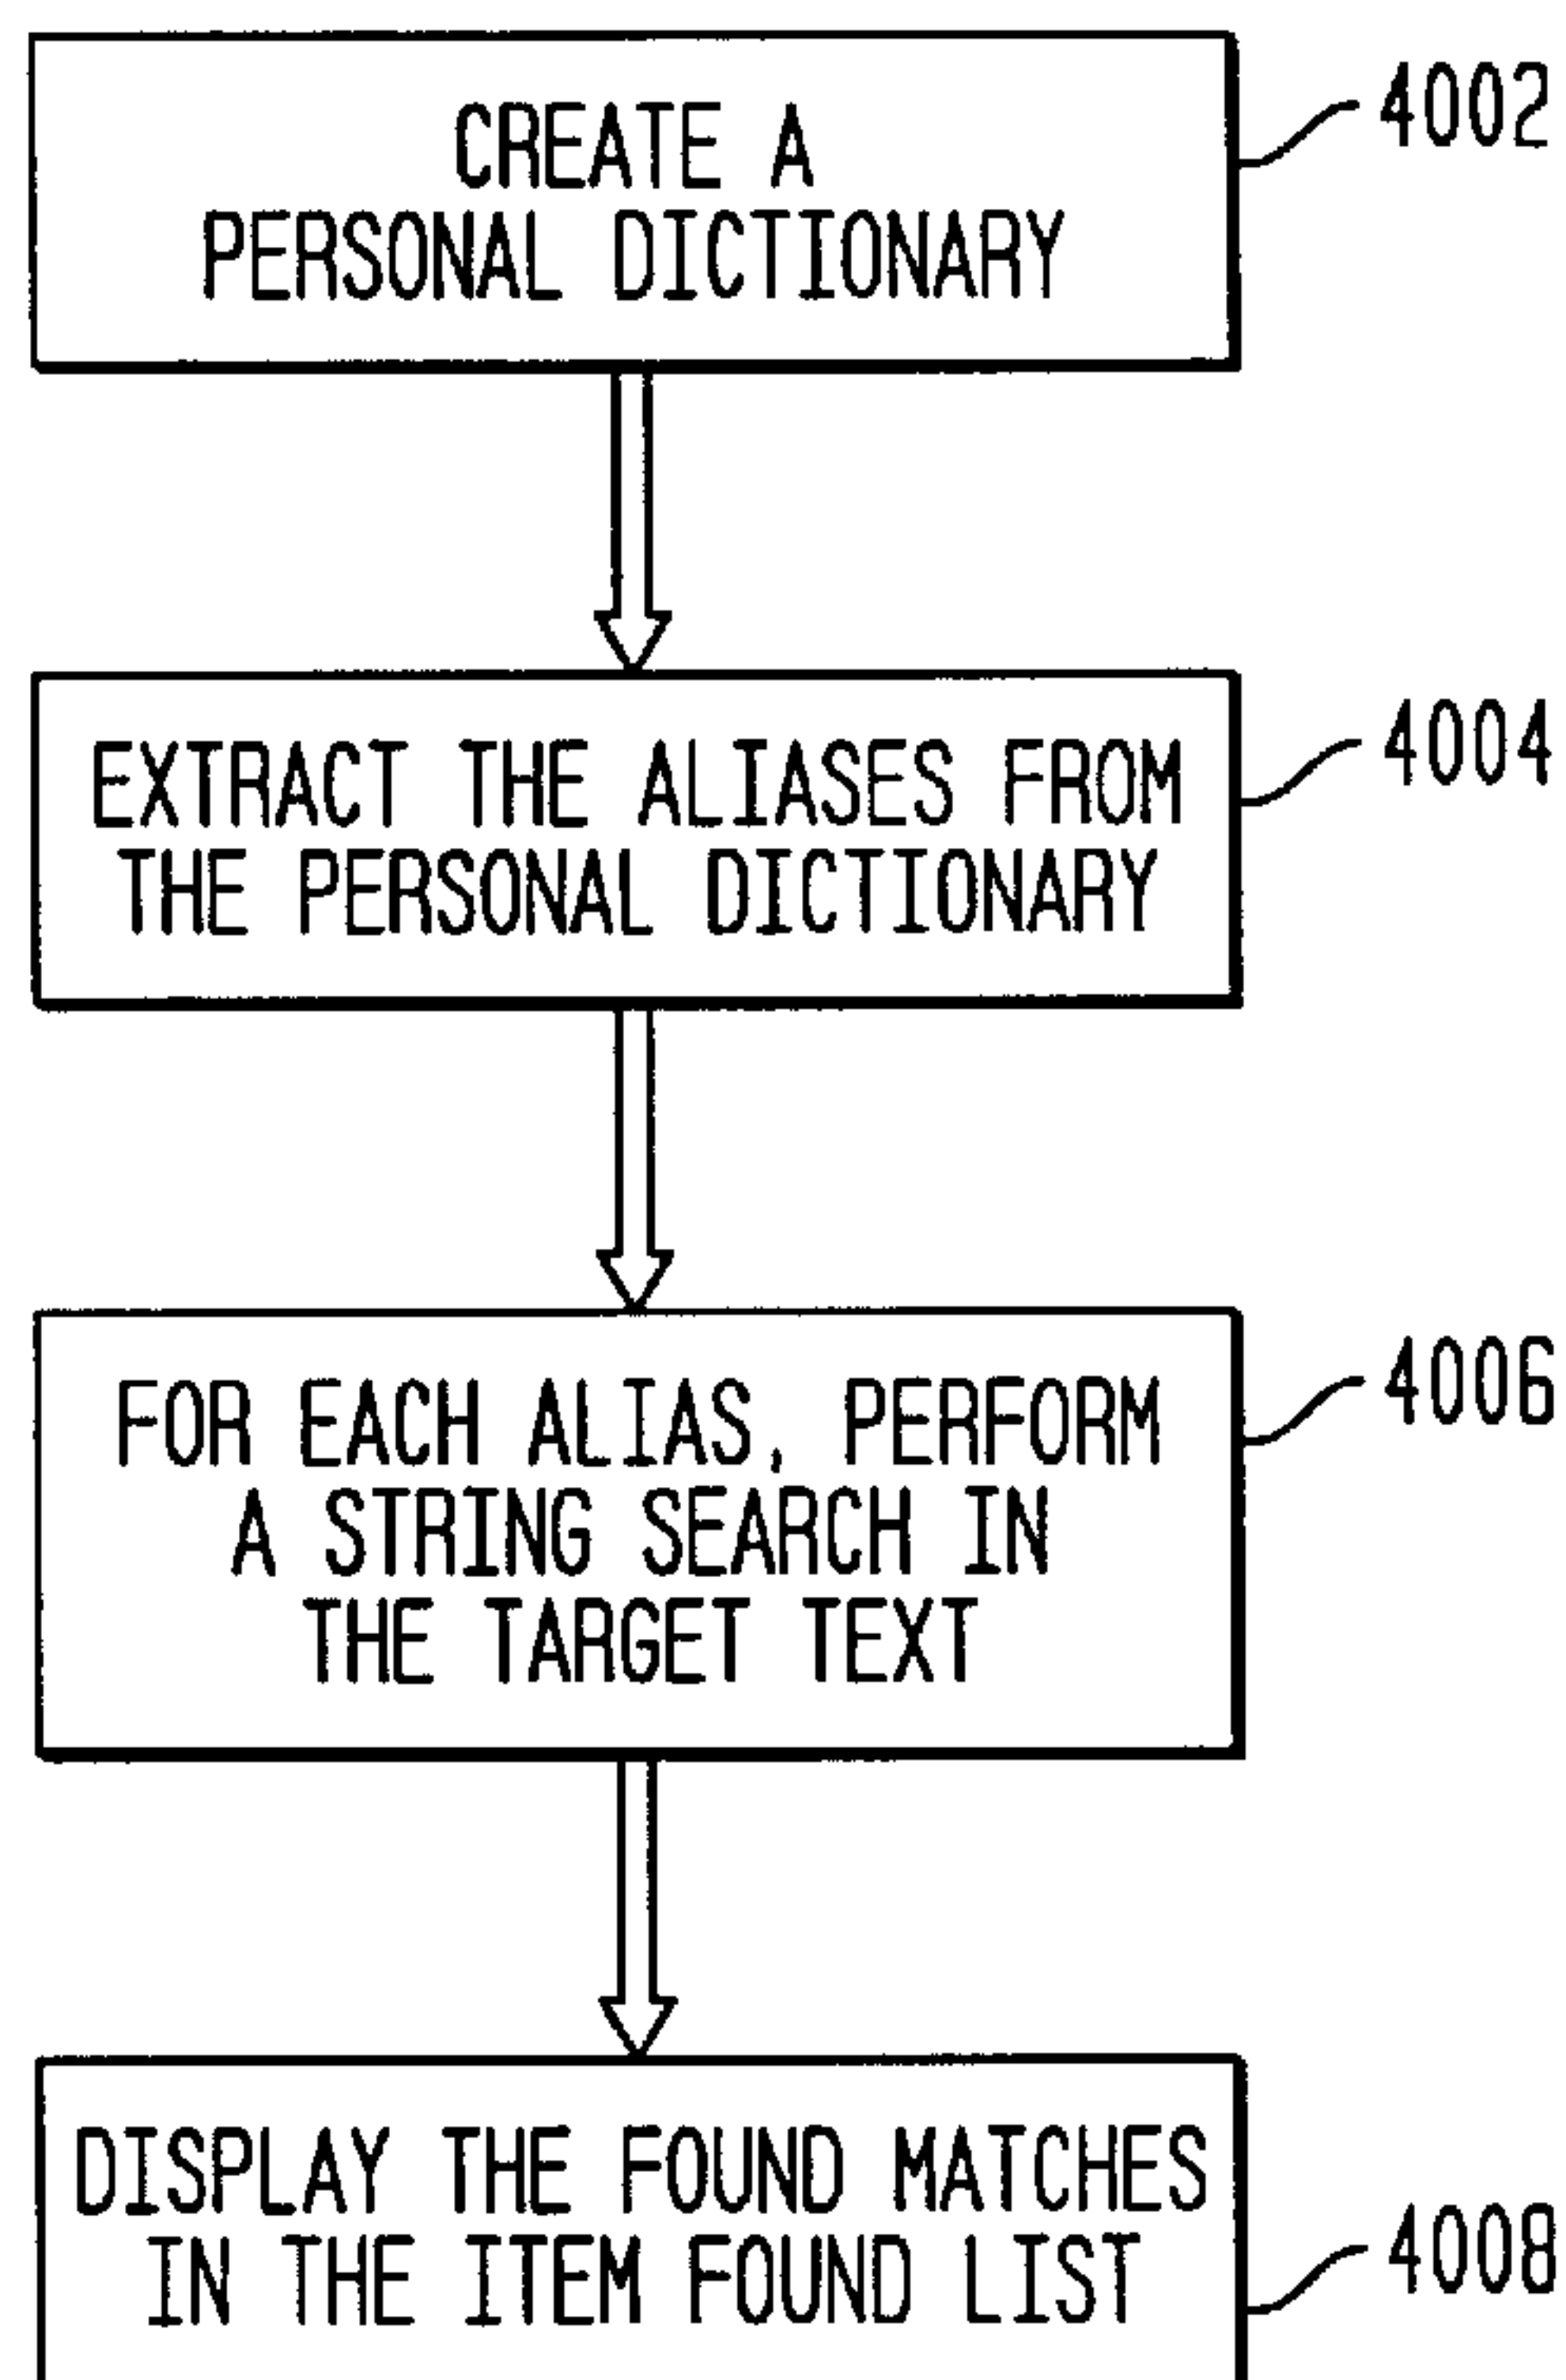 CREATE A
PERSONAL DICTIONARY
4002
EXTRACT THE ALIASES FROM
THE PERSONAL DICTIONARY
4004
FOR EACH ALIAS, PERFORM
A STRING SEARCH IN
THE TARGET TEXT
4006
DISPLAY THE FOUND MATCHES
IN THE ITEM FOUND LIST
4008